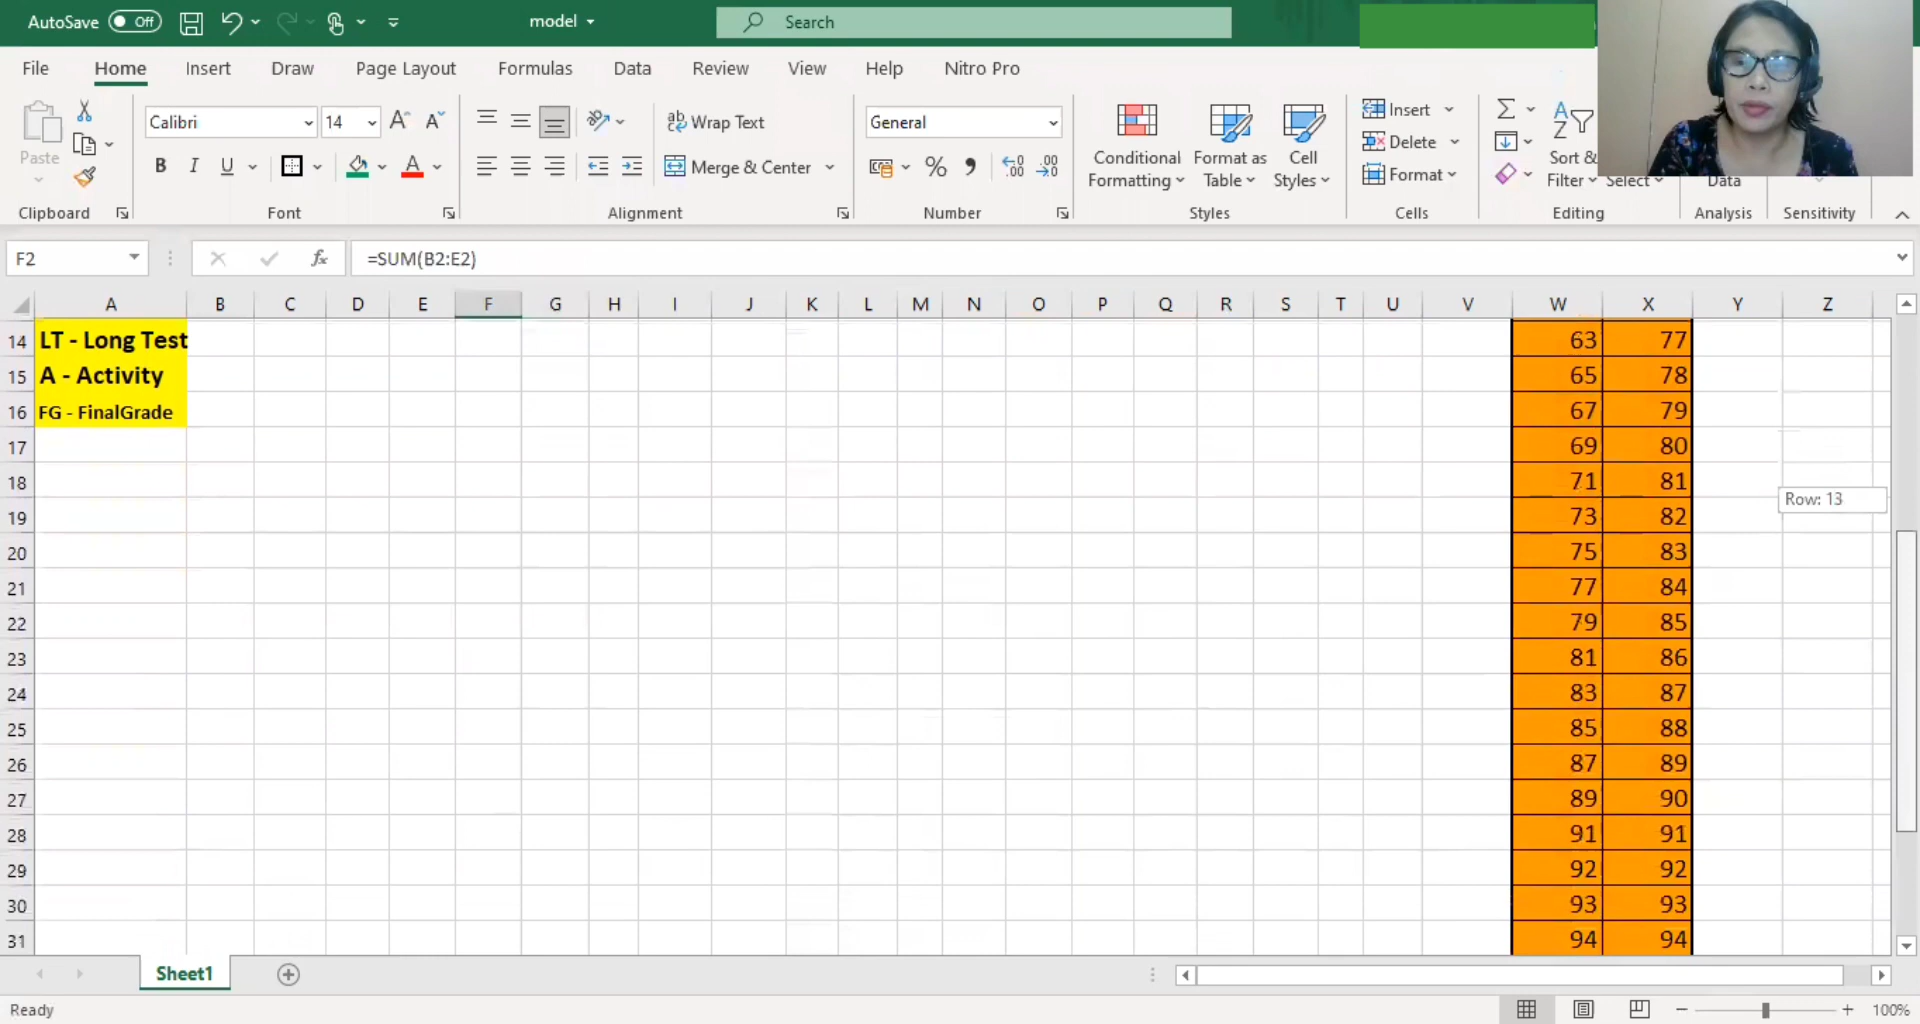 AutoSave Off model Search
File Home Insert Draw Page Layout Formulas Data Review View Help Nitro Pro
Paste
Clipboard
Calibri 14
B I U A
Font
Wrap Text
Merge & Center
Alignment
General
% 9 .00
Number
Conditional Formatting
Format as Table
Cell Styles
Styles
Insert
Delete
Format
Cells
Sort &
Filter Select
Editing
Data
Analysis
Sensitivity
F2 fx =SUM(B2:E2)
A B C D E F G H I J K L M N O P Q R S T U V W X Y Z
14 LT - Long Test 63 77
15 A - Activity 65 78
16 FG - FinalGrade 67 79
17 69 80
18 71 81
Row: 13
19 73 82
20 75 83
21 77 84
22 79 85
23 81 86
24 83 87
25 85 88
26 87 89
27 89 90
28 91 91
29 92 92
30 93 93
31 94 94
Sheet1
Ready 100%